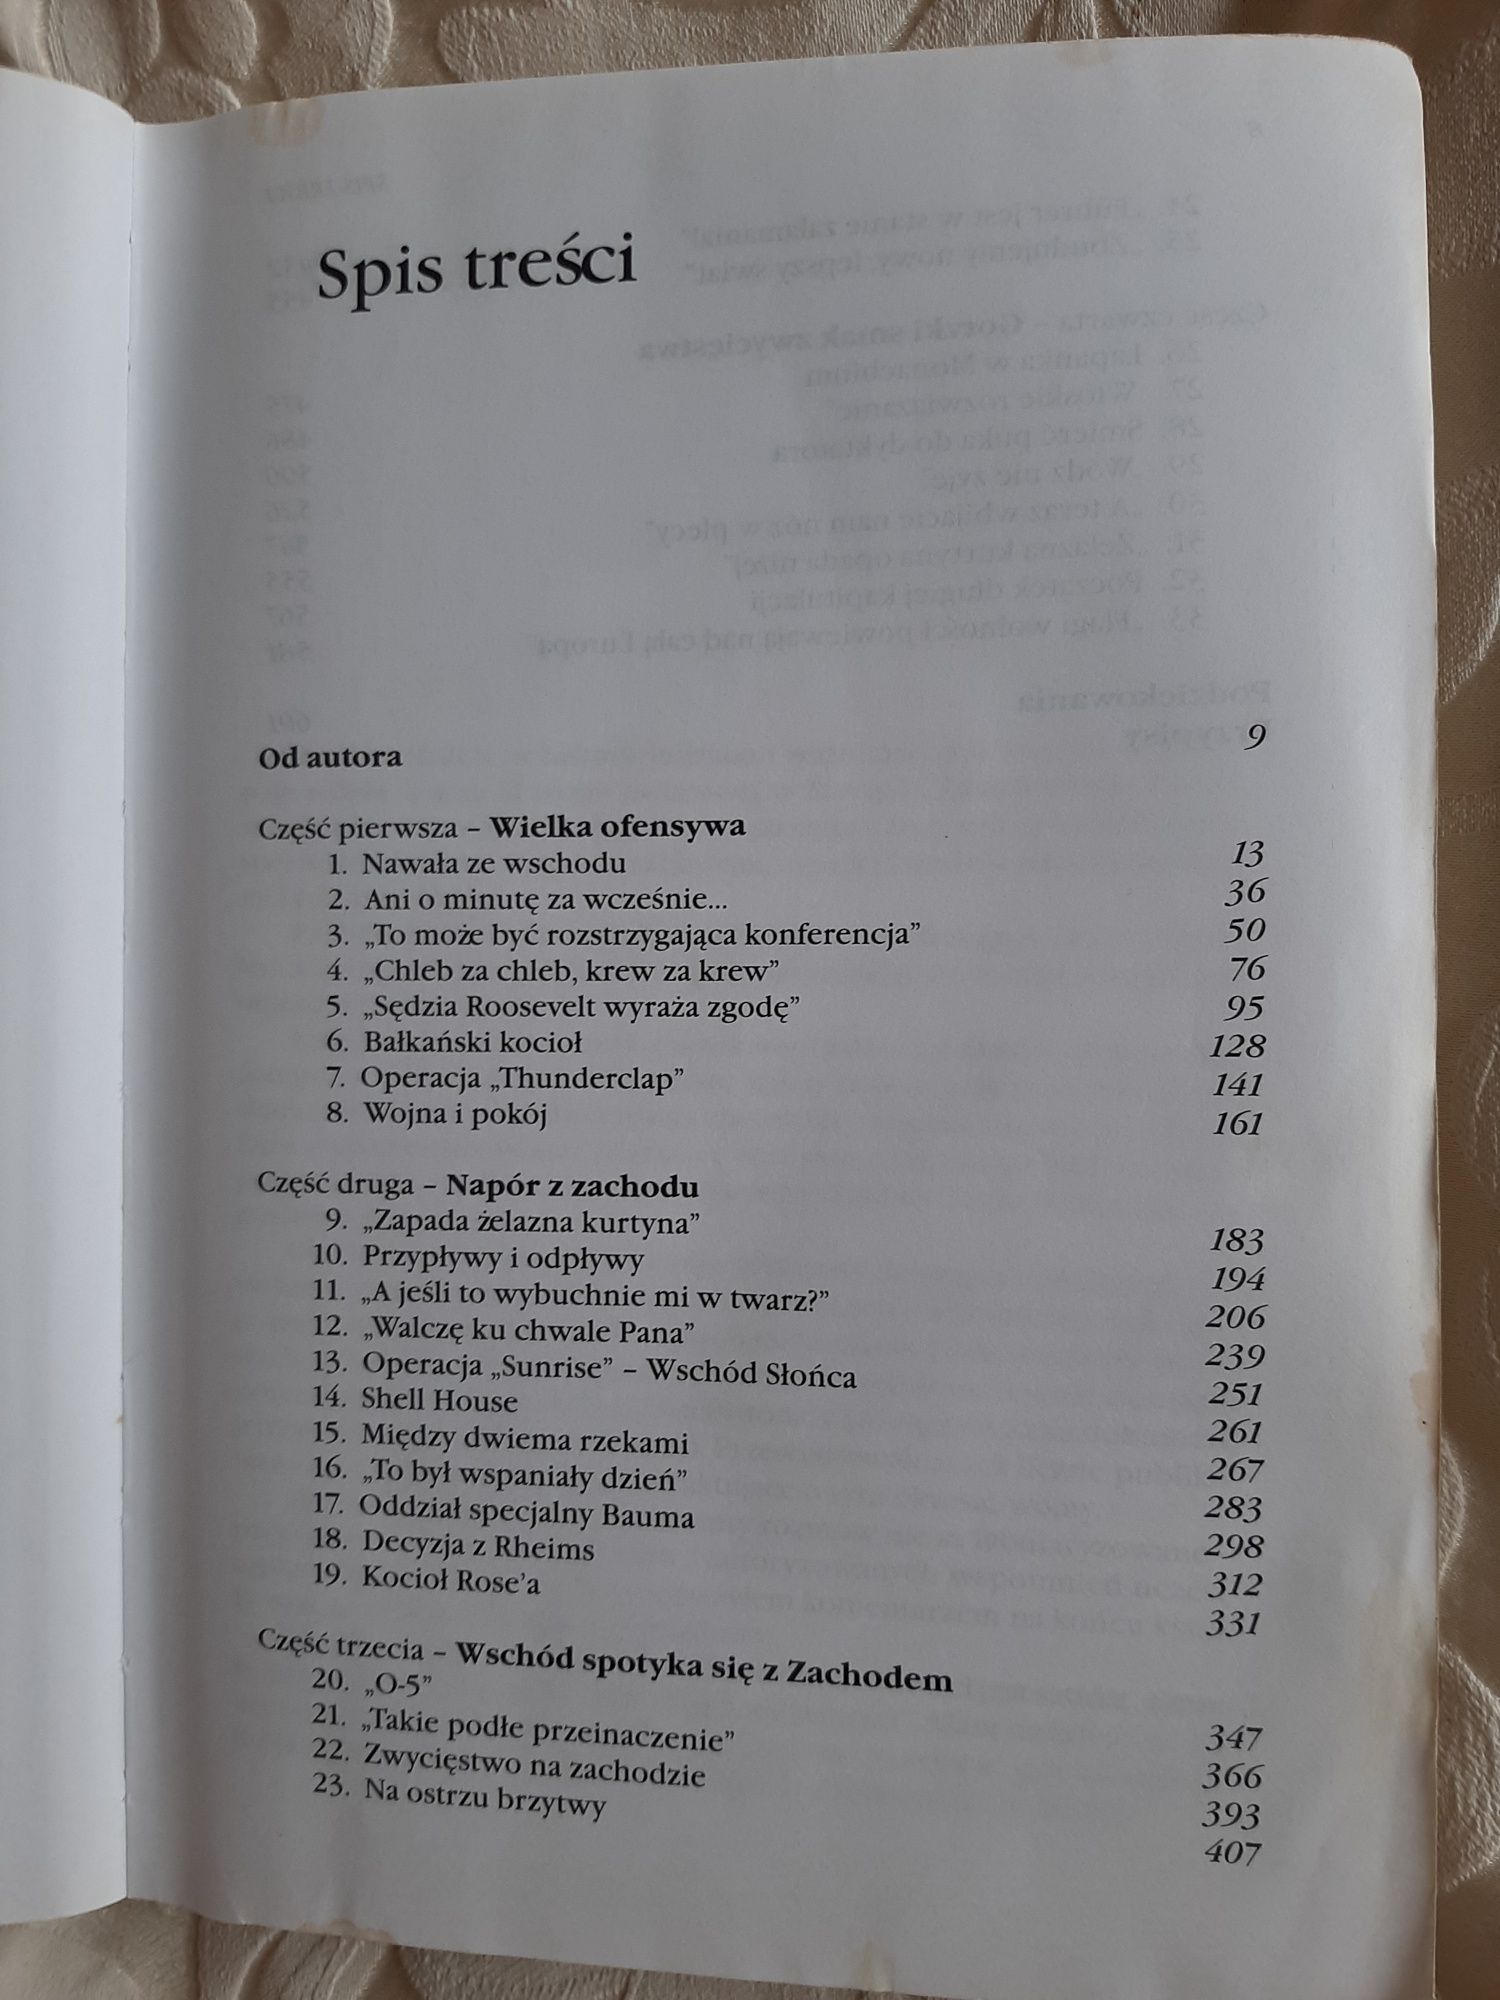 Spis treści
Od autora 9
Część pierwsza – Wielka ofensywa
1. Nawała ze wschodu 13
2. Ani o minutę za wcześnie... 36
3. „To może być rozstrzygająca konferencja” 50
4. „Chleb za chleb, krew za krew” 76
5. „Sędzia Roosevelt wyraża zgodę” 95
6. Bałkański kocioł 128
7. Operacja „Thunderclap” 141
8. Wojna i pokój 161
Część druga – Napór z zachodu
9. „Zapada żelazna kurtyna” 183
10. Przypływy i odpływy 194
11. „A jeśli to wybuchnie mi w twarz?” 206
12. „Walczę ku chwale Pana” 239
13. Operacja „Sunrise” – Wschód Słońca 251
14. Shell House 261
15. Między dwiema rzekami 267
16. „To był wspaniały dzień” 283
17. Oddział specjalny Bauma 298
18. Decyzja z Rheims 312
19. Kocioł Rose’a 331
Część trzecia – Wschód spotyka się z Zachodem
20. „O-5” 347
21. „Takie podłe przeinaczenie” 366
22. Zwycięstwo na zachodzie 393
23. Na ostrzu brzytwy 407